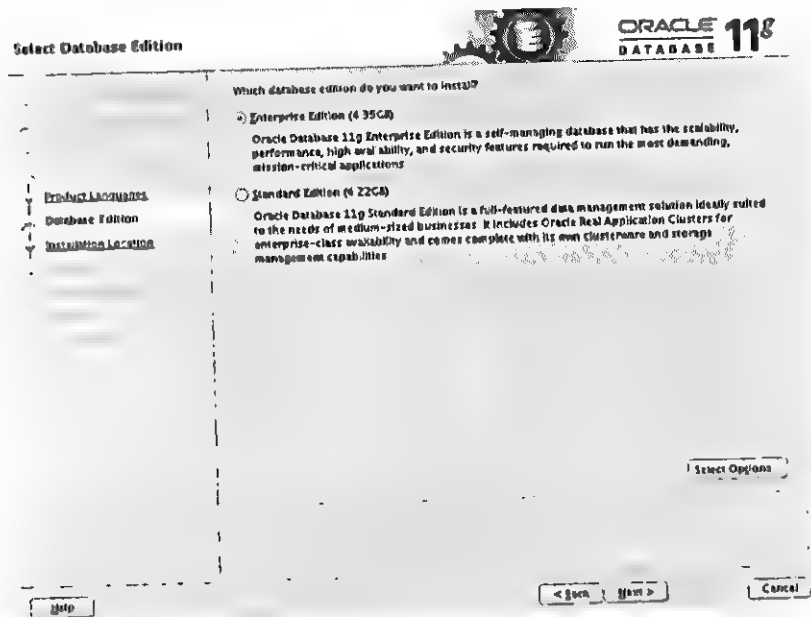 Select Database Edition
ORACLE
DATABASE 11g
Which database edition do you want to install?
Enterprise Edition (4.35GB)
Oracle Database 11g Enterprise Edition is a self-managing database that has the scalability,
performance, high availability, and security features required to run the most demanding,
mission-critical applications
Standard Edition (4.22GB)
Oracle Database 11g Standard Edition is a full-featured data management solution ideally suited
to the needs of medium-sized businesses. It includes Oracle Real Application Clusters for
enterprise-class availability and comes complete with its own clusterware and storage
management capabilities
Product Languages
Database Edition
Installation Location
Select Options
Help
< Back
Next >
Cancel